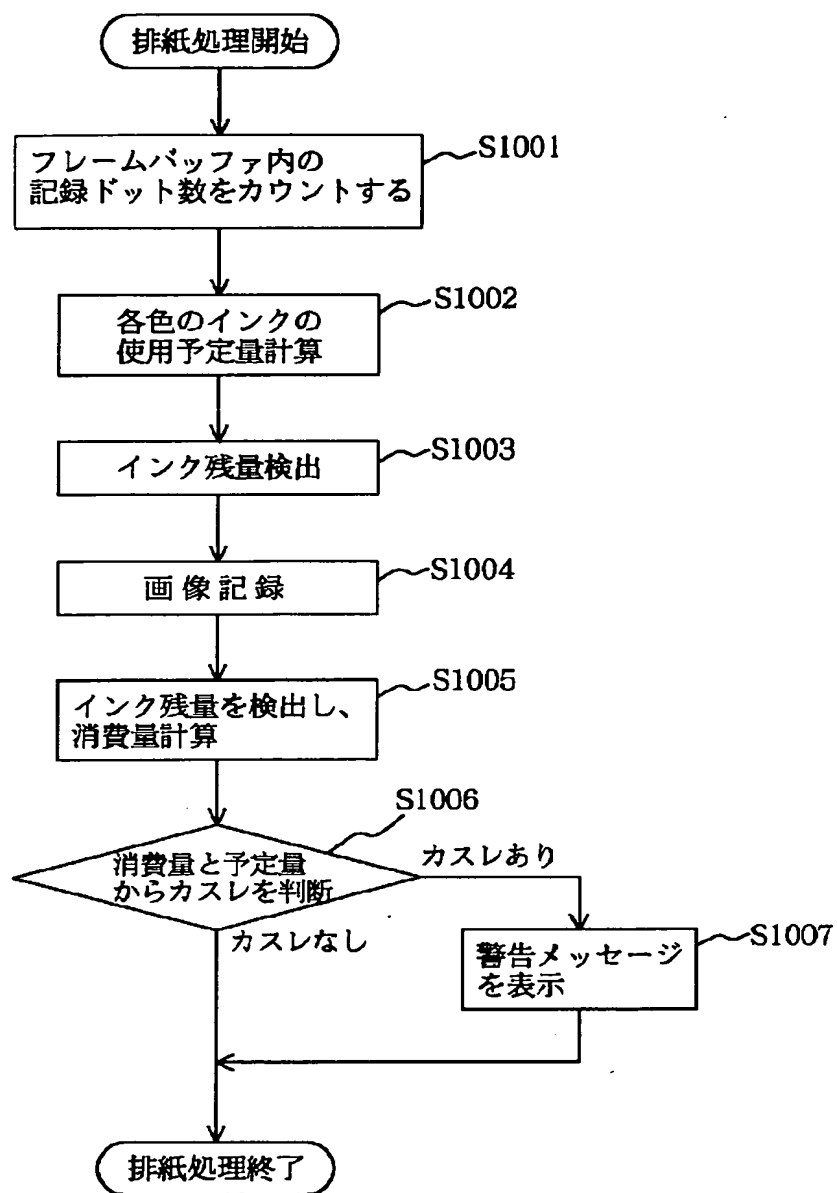 排紙処理開始
S1001
フレームバッファ内の
記録ドット数をカウントする
S1002
各色のインクの
使用予定量計算
S1003
インク残量検出
S1004
画像記録
S1005
インク残量を検出し、
消費量計算
S1006
消費量と予定量
からカスレを判断
カスレあり
カスレなし
S1007
警告メッセージ
を表示
排紙処理終了